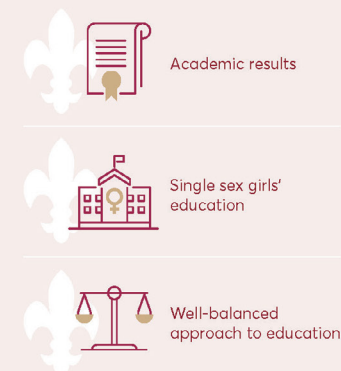 Academic results
Single sex girls'
education
Well-balanced
approach to education